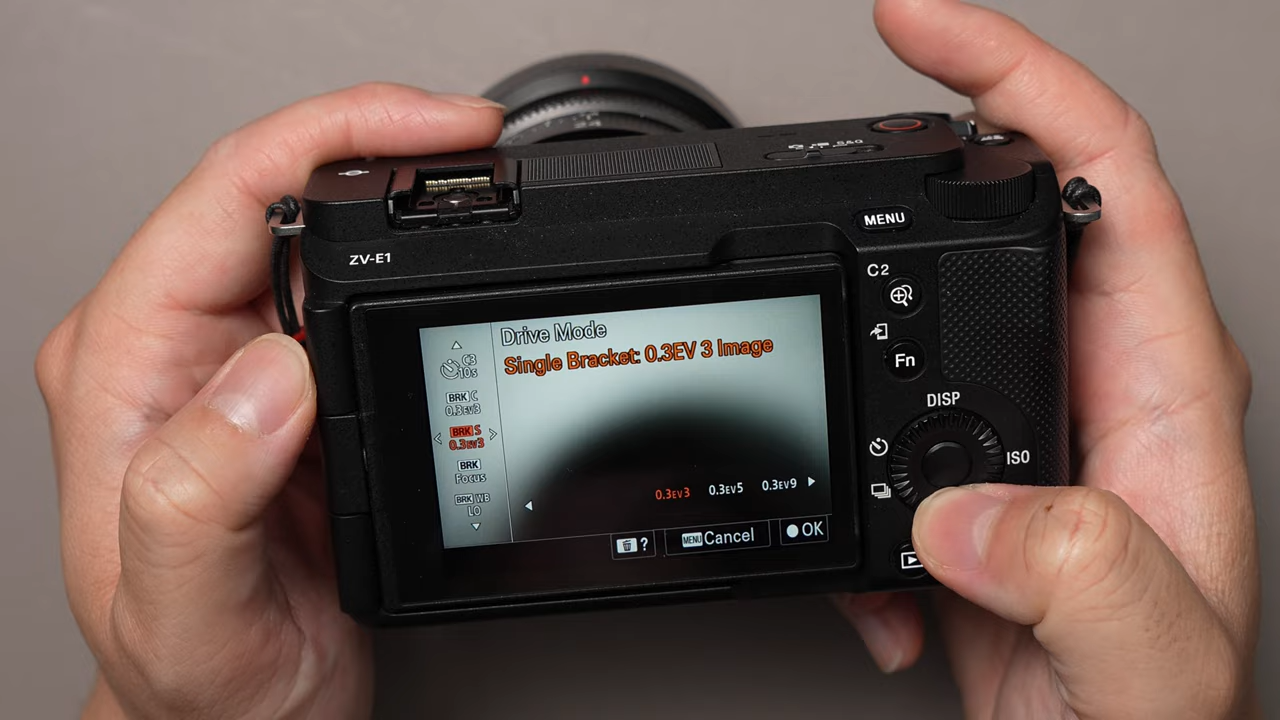 S&Q
MENU
ZV-E1
C2
Fn
DISP
ISO
Drive Mode
Single Bracket: 0.3EV 3 Image
C3
10s
BRK C
0.3EV3
BRK S
0.3EV3
BRK
Focus
BRK WB
LO
0.3EV3 0.3EV5 0.3EV9
? MENU Cancel OK